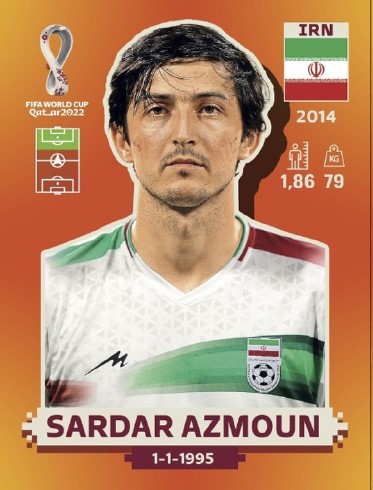 IRN
FIFA WORLD CUP
Qatar2022
2014
KG
1,86 79
SARDAR AZMOUN
1-1-1995